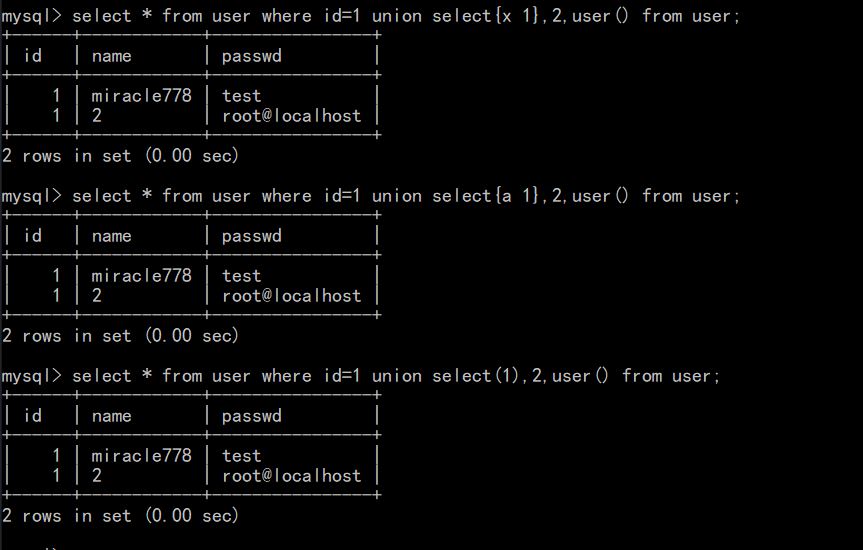 mysql> select * from user where id=1 union select{x 1},2,user() from user;
+------+------------+----------------+
| id   | name       | passwd         |
+------+------------+----------------+
|    1 | miracle778 | test           |
|    1 | 2          | root@localhost |
+------+------------+----------------+
2 rows in set (0.00 sec)
mysql> select * from user where id=1 union select{a 1},2,user() from user;
+------+------------+----------------+
| id   | name       | passwd         |
+------+------------+----------------+
|    1 | miracle778 | test           |
|    1 | 2          | root@localhost |
+------+------------+----------------+
2 rows in set (0.00 sec)
mysql> select * from user where id=1 union select(1),2,user() from user;
+------+------------+----------------+
| id   | name       | passwd         |
+------+------------+----------------+
|    1 | miracle778 | test           |
|    1 | 2          | root@localhost |
+------+------------+----------------+
2 rows in set (0.00 sec)